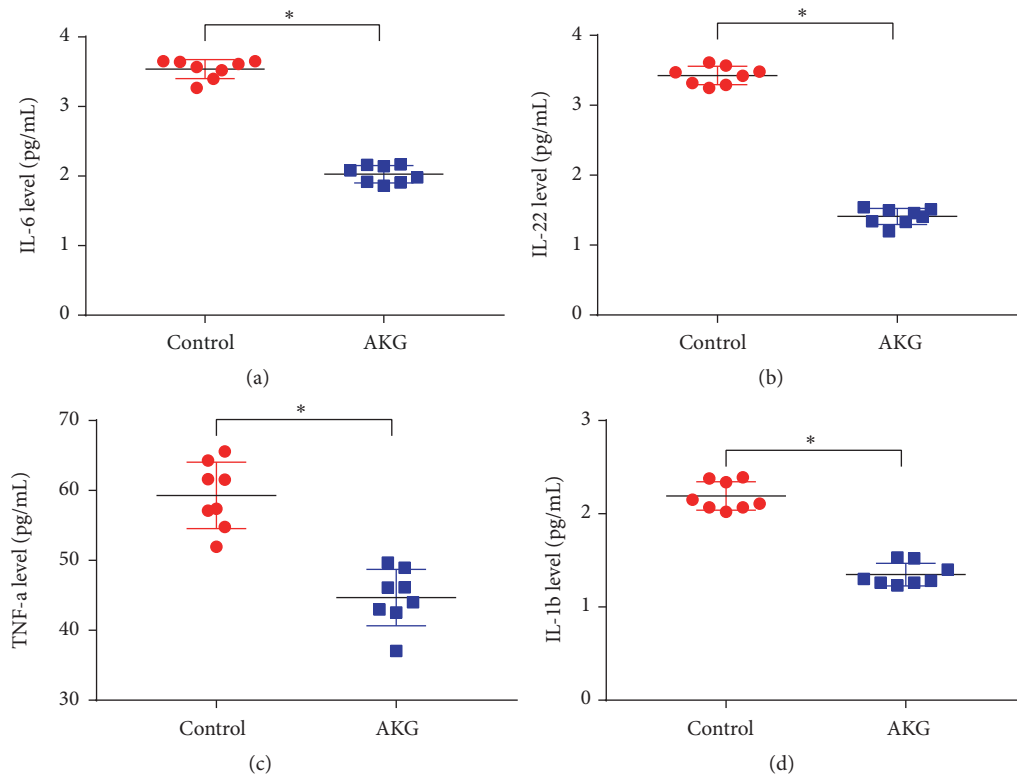 *
4
3
2
1
0
IL-6 level (pg/mL)
Control
AKG
(a)
*
4
3
2
1
0
IL-22 level (pg/mL)
Control
AKG
(b)
*
70
60
50
40
30
TNF-a level (pg/mL)
Control
AKG
(c)
*
3
2
1
0
IL-1b level (pg/mL)
Control
AKG
(d)